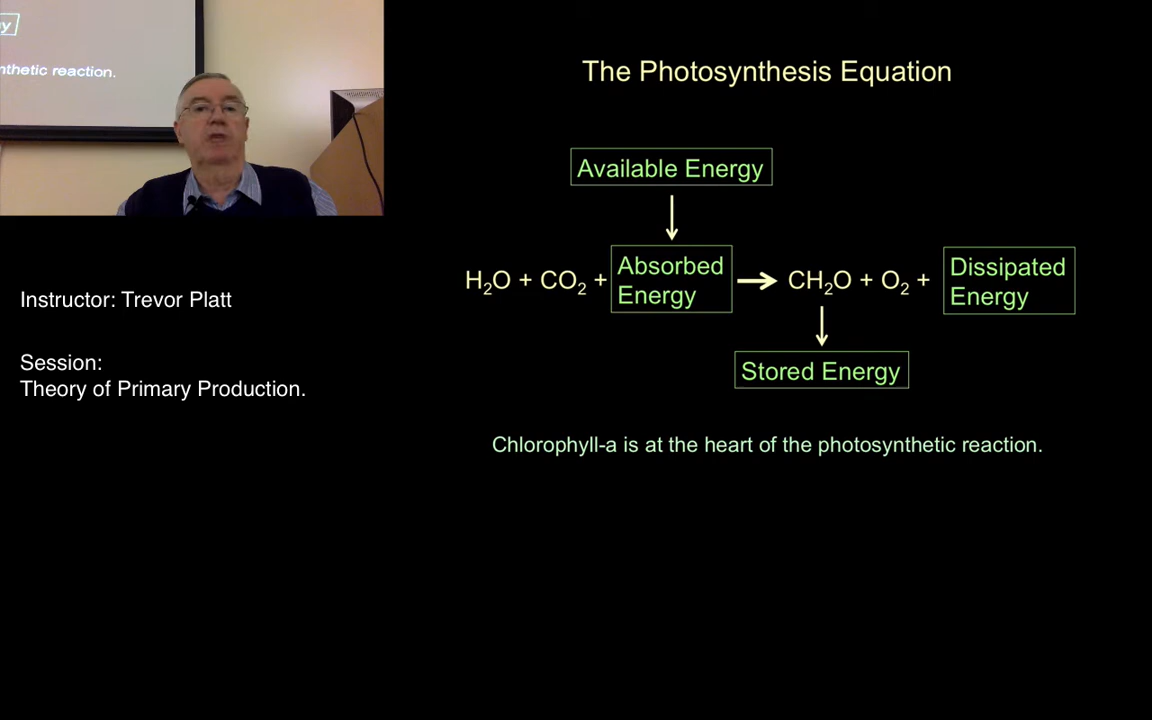 y
nthetic reaction.
Instructor: Trevor Platt
Session:
Theory of Primary Production.
The Photosynthesis Equation
Available Energy
H₂O + CO₂ + Absorbed Energy → CH₂O + O₂ + Dissipated Energy
Stored Energy
Chlorophyll-a is at the heart of the photosynthetic reaction.